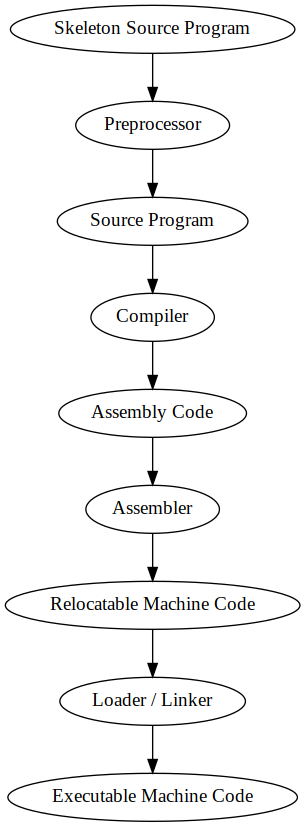 Skeleton Source Program
Preprocessor
Source Program
Compiler
Assembly Code
Assembler
Relocatable Machine Code
Loader / Linker
Executable Machine Code